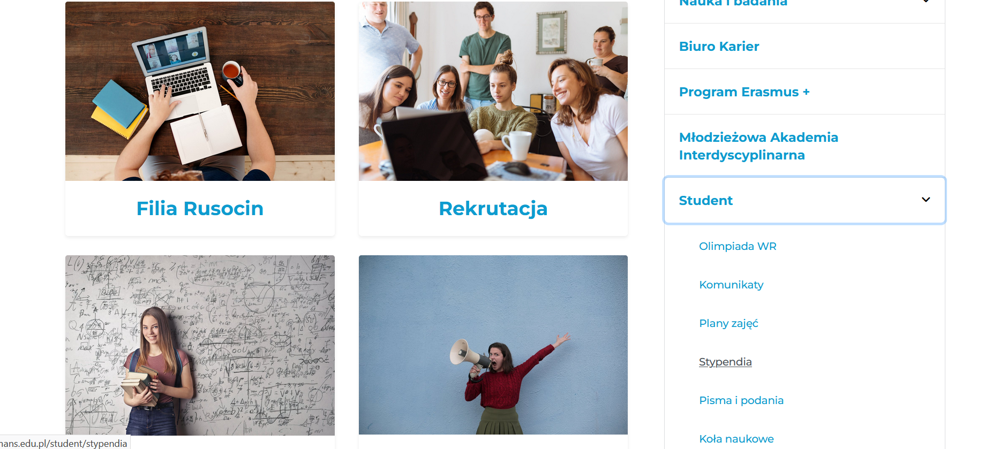 Filia Rusocin
Rekrutacja
Nauka i badania
Biuro Karier
Program Erasmus +
Młodzieżowa Akademia
Interdyscyplinarna
Student
Olimpiada WR
Komunikaty
Plany zajęć
Stypendia
Pisma i podania
Koła naukowe
nans.edu.pl/student/stypendia